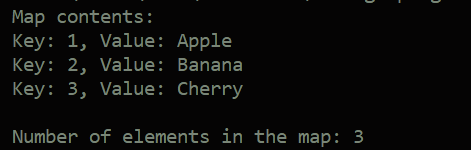 Map contents:
Key: 1, Value: Apple
Key: 2, Value: Banana
Key: 3, Value: Cherry
Number of elements in the map: 3